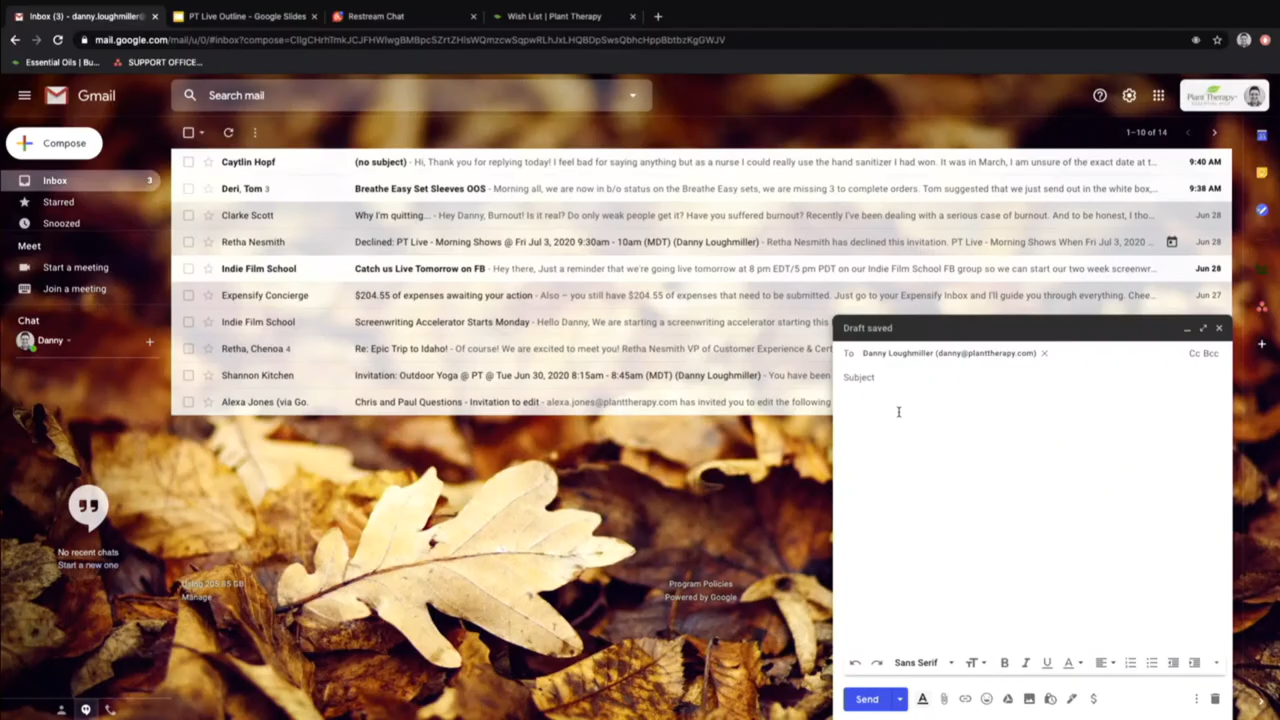 Inbox (3) - danny.loughmiller@
PT Live Outline - Google Slides
Restream Chat
Wish List | Plant Therapy
Essential Oils | Bu...
SUPPORT OFFICE...
Gmail
Search mail
Plant Therapy
Compose
1–10 of 14
Inbox 3
Starred
Snoozed
Meet
Start a meeting
Join a meeting
Chat
Danny
Caytlin Hopf (no subject) - Hi, Thank you for replying today! I feel bad for saying anything but as a nurse I could really use the hand sanitizer I had won. It was in March, I am unsure of the exact date at t... 9:40 AM
Deri, Tom 3 Breathe Easy Set Sleeves OOS - Morning all, we are now in b/o status on the Breathe Easy sets, we are missing 3 to complete orders. Tom suggested that we just send out in the white box,... 9:38 AM
Clarke Scott Why I'm quitting... - Hey Danny, Burnout! Is it real? Do only weak people get it? Have you suffered burnout? Recently I've been dealing with a serious case of burnout. And to be honest, I tho... Jun 28
Retha Nesmith Declined: PT Live - Morning Shows @ Fri Jul 3, 2020 9:30am - 10am (MDT) (Danny Loughmiller) - Retha Nesmith has declined this invitation. PT Live - Morning Shows When Fri Jul 3, 2020 ... Jun 28
Indie Film School Catch us Live Tomorrow on FB - Hey there, Just a reminder that we're going live tomorrow at 8 pm EDT/5 pm PDT on our Indie Film School FB group so we can start our two week screenwr... Jun 28
Expensify Concierge $204.55 of expenses awaiting your action - Also – you still have $204.55 of expenses that need to be submitted. Just go to your Expensify Inbox and I'll guide you through everything. Chee... Jun 27
Indie Film School Screenwriting Accelerator Starts Monday - Hello Danny, We are starting a screenwriting accelerator starting this
Retha, Chenoa 4 Re: Epic Trip to Idaho! - Of course! We are excited to meet you! Retha Nesmith VP of Customer Experience & Cert
Shannon Kitchen Invitation: Outdoor Yoga @ PT @ Tue Jun 30, 2020 8:15am - 8:45am (MDT) (Danny Loughmiller) - You have been
Alexa Jones (via Go. Chris and Paul Questions - Invitation to edit - alexa.jones@planttherapy.com has invited you to edit the following
Draft saved
To Danny Loughmiller (danny@planttherapy.com) Cc Bcc
Subject
Sans Serif
Send
No recent chats
Start a new one
Using 205.85 GB
Manage
Program Policies
Powered by Google